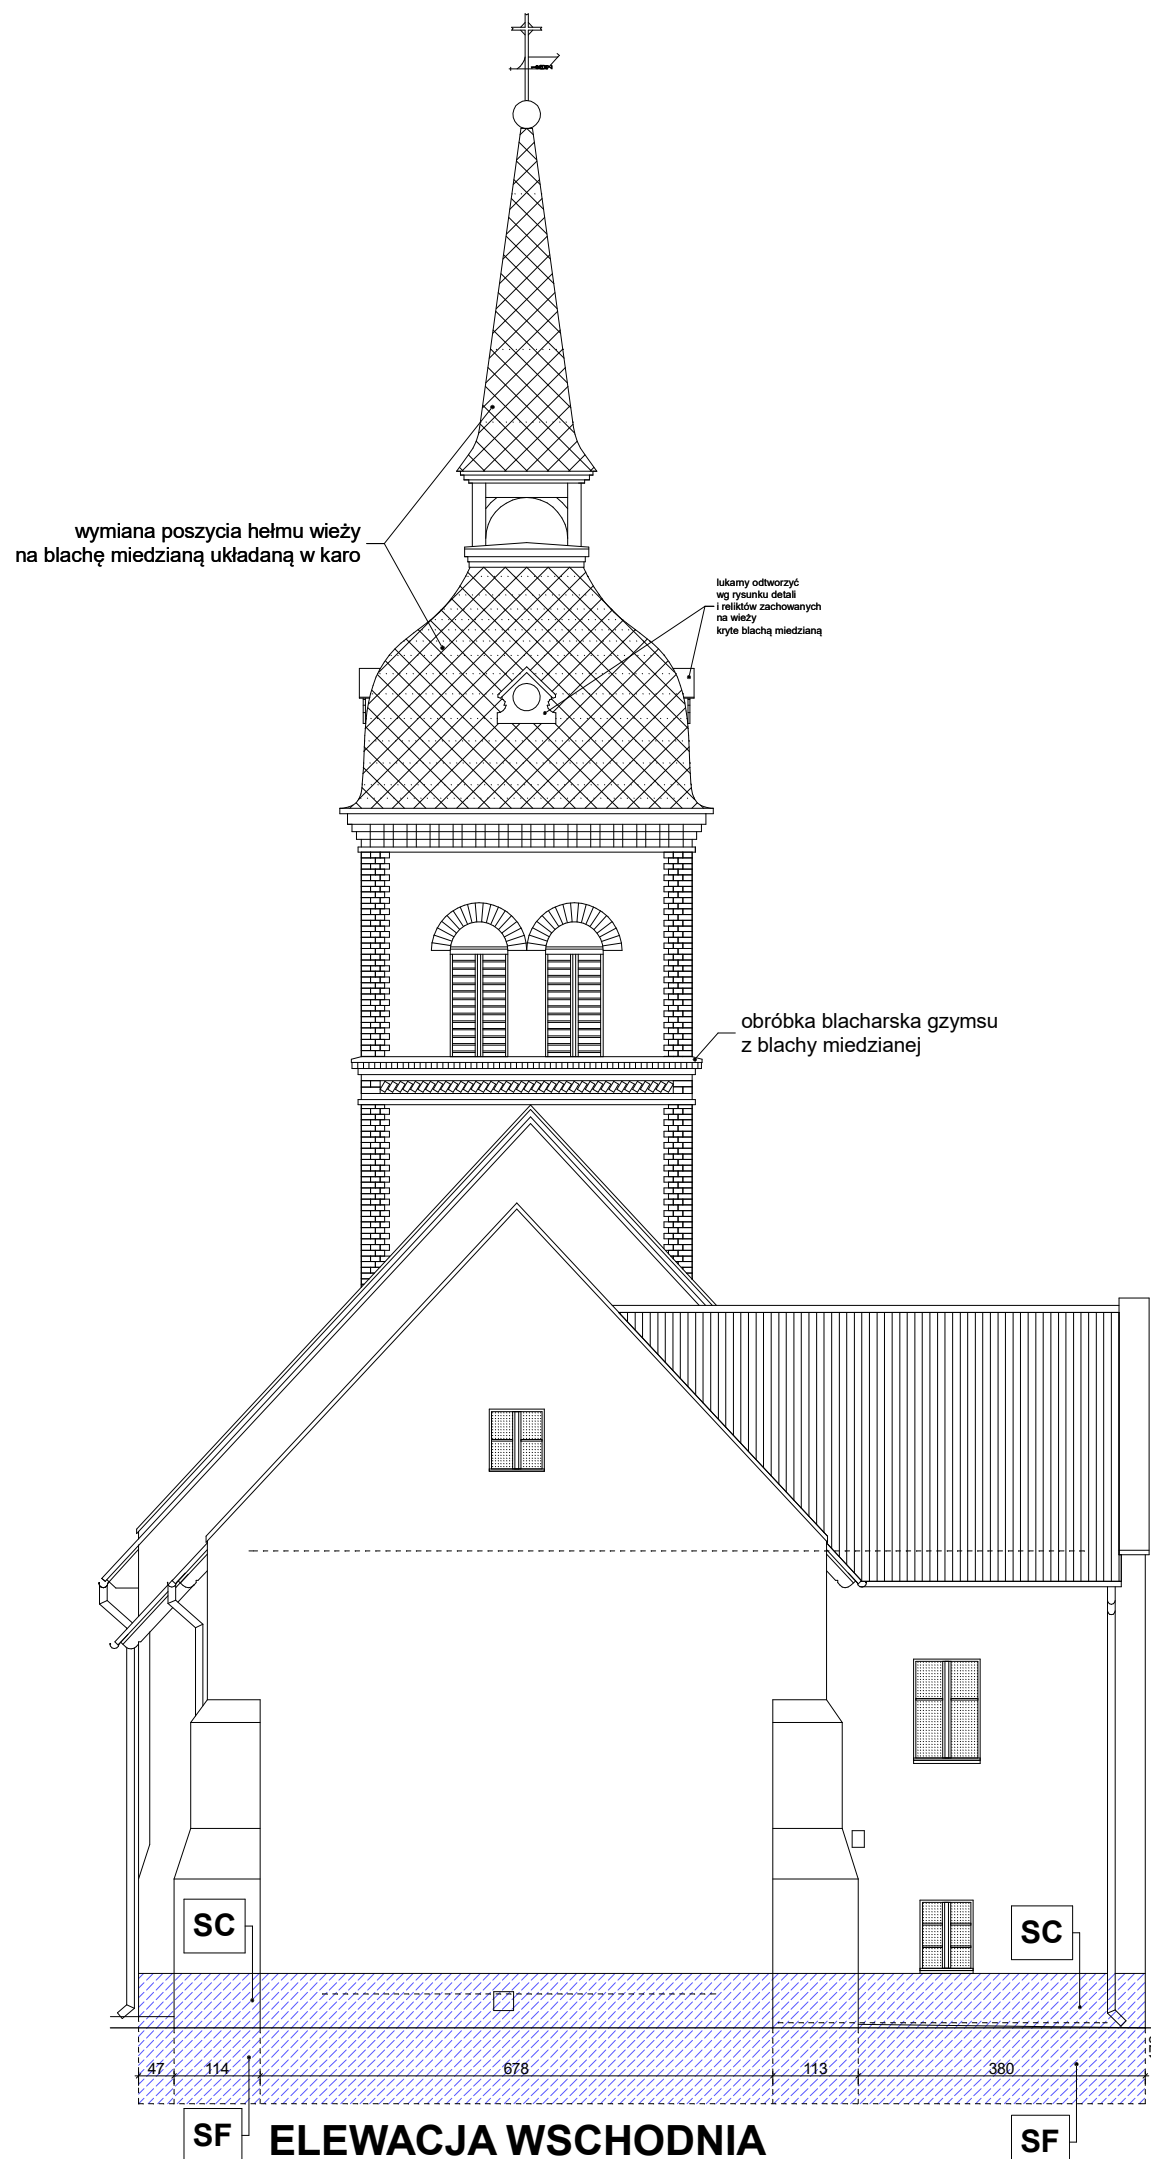 wymiana poszycia hełmu wieży
na blachę miedzianą układaną w karo
lukarny odtworzyć
wg rysunku detali
i reliktów zachowanych
na wieży
kryte blachą miedzianą
obróbka blacharska gzymsu
z blachy miedzianej
SC
SC
47
114
678
113
380
SF
ELEWACJA WSCHODNIA
SF